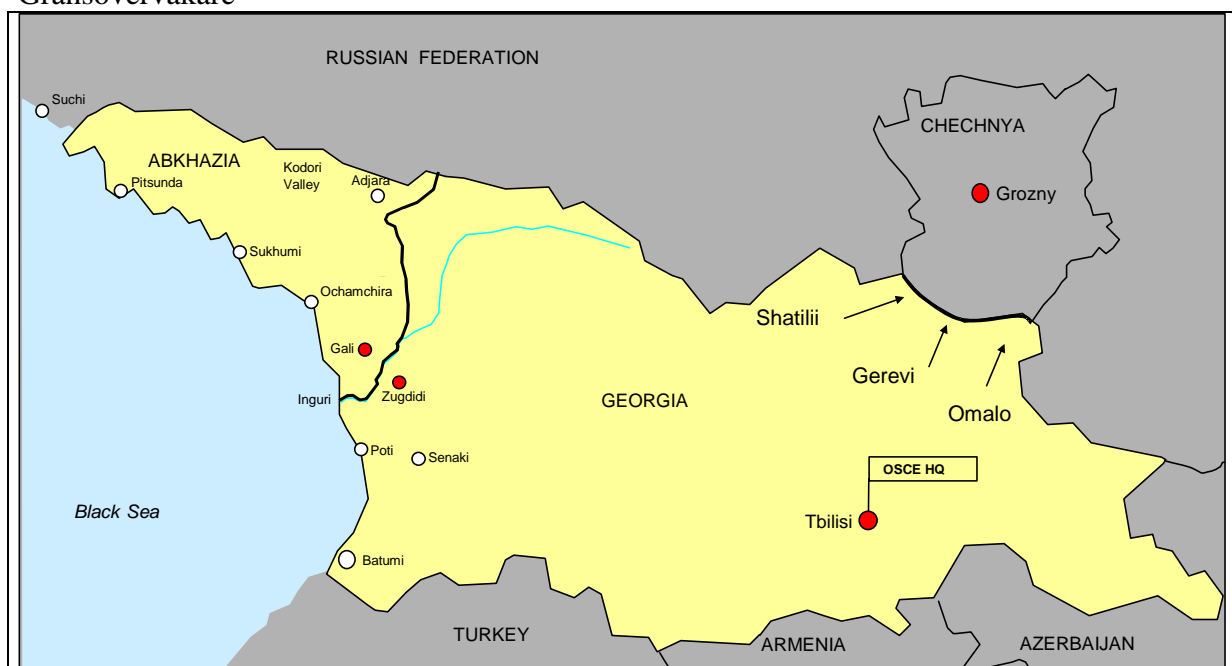 Gränsövervakare
RUSSIAN FEDERATION
Suchi
CHECHNYA
ABKHAZIA
Kodori
Valley
Adjara
Pitsunda
Grozny
Sukhumi
Ochamchira
Shatilii
Gali
Gerevi
Zugdidi
Inguri
GEORGIA
Omalo
Poti
Senaki
OSCE HQ
Black Sea
Tbilisi
Batumi
TURKEY
ARMENIA
AZERBAIJAN